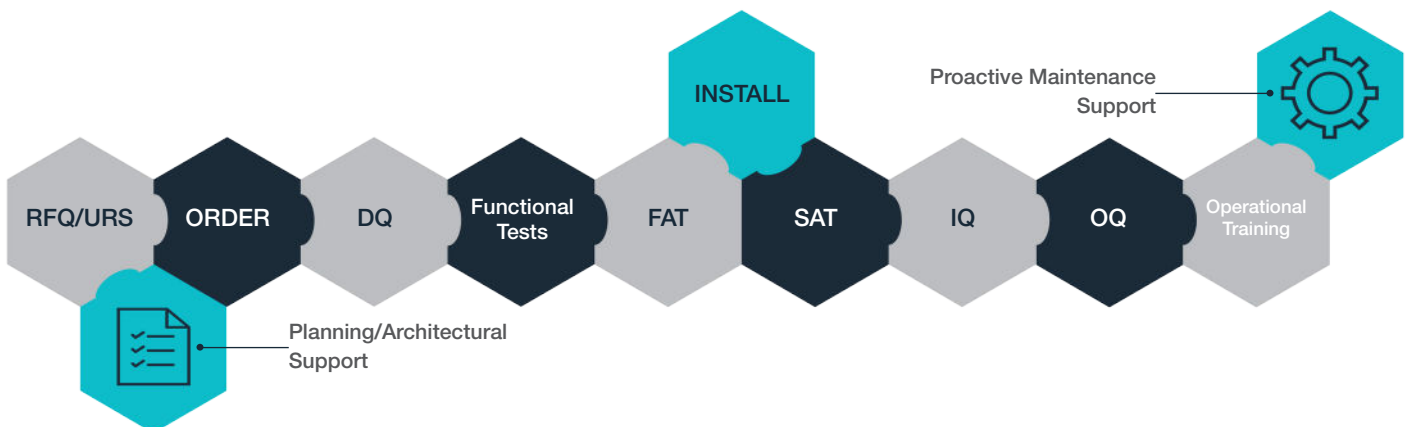 INSTALL
Proactive Maintenance
Support
RFQ/URS
ORDER
DQ
Functional
Tests
FAT
SAT
IQ
OQ
Operational
Training
Planning/Architectural
Support